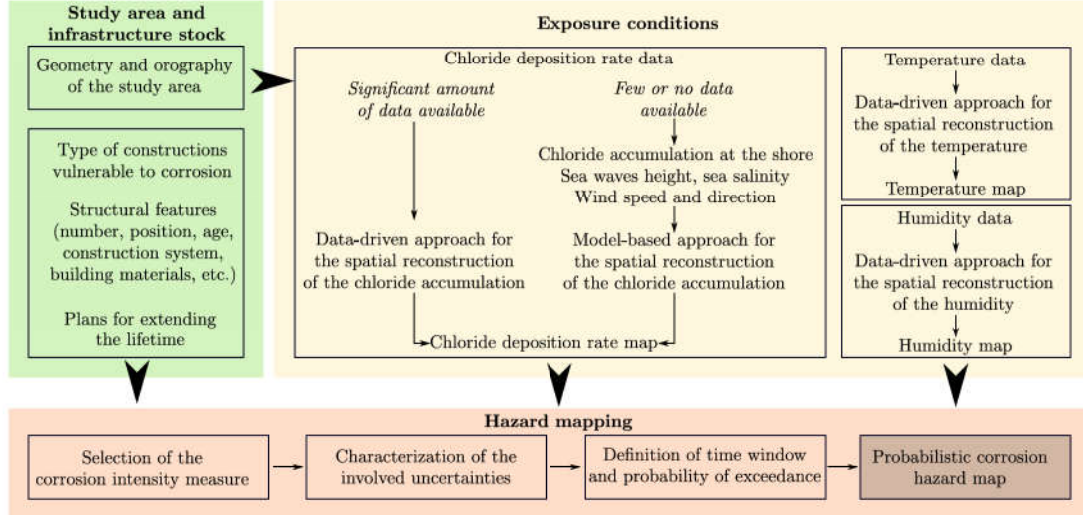 Study area and
infrastructure stock
Geometry and orography
of the study area
Type of constructions
vulnerable to corrosion
Structural features
(number, position, age,
construction system,
building materials, etc.)
Plans for extending
the lifetime
Exposure conditions
Chloride deposition rate data
Significant amount
of data available
Data-driven approach for
the spatial reconstruction
of the chloride accumulation
Few or no data
available
Chloride accumulation at the shore
Sea waves height, sea salinity
Wind speed and direction
Model-based approach for
the spatial reconstruction
of the chloride accumulation
Chloride deposition rate map
Temperature data
Data-driven approach for
the spatial reconstruction
of the temperature
Temperature map
Humidity data
Data-driven approach for
the spatial reconstruction
of the humidity
Humidity map
Hazard mapping
Selection of the
corrosion intensity measure
Characterization of the
involved uncertainties
Definition of time window
and probability of exceedance
Probabilistic corrosion
hazard map